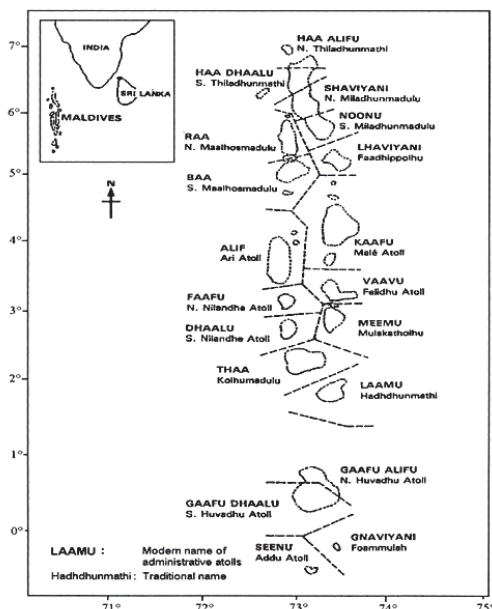 7°
6°
5°
4°
3°
2°
1°
0°
71°
72°
73°
74°
75°
INDIA
SRI LANKA
MALDIVES
N
HAA ALIFU
N. Thiladhunmathi
HAA DHAALU
S. Thiladhunmathi
SHAVIYANI
N. Miladhunmadulu
NOONU
S. Miladhunmadulu
RAA
N. Maalhosmadulu
LHAVIYANI
Faadhippolhu
BAA
S. Maalhosmadulu
KAAFU
Malé Atoll
ALIF
Ari Atoll
VAAVU
Felidhu Atoll
FAAFU
N. Nilandhe Atoll
MEEMU
Mulakatholhu
DHAALU
S. Nilandhe Atoll
THAA
Kolhumadulu
LAAMU
Hadhdhunmathi
GAAFU ALIFU
N. Huvadhu Atoll
GAAFU DHAALU
S. Huvadhu Atoll
GNAVIYANI
Foammulah
SEENU
Addu Atoll
LAAMU : Modern name of
administrative atolls
Hadhdhunmathi : Traditional name